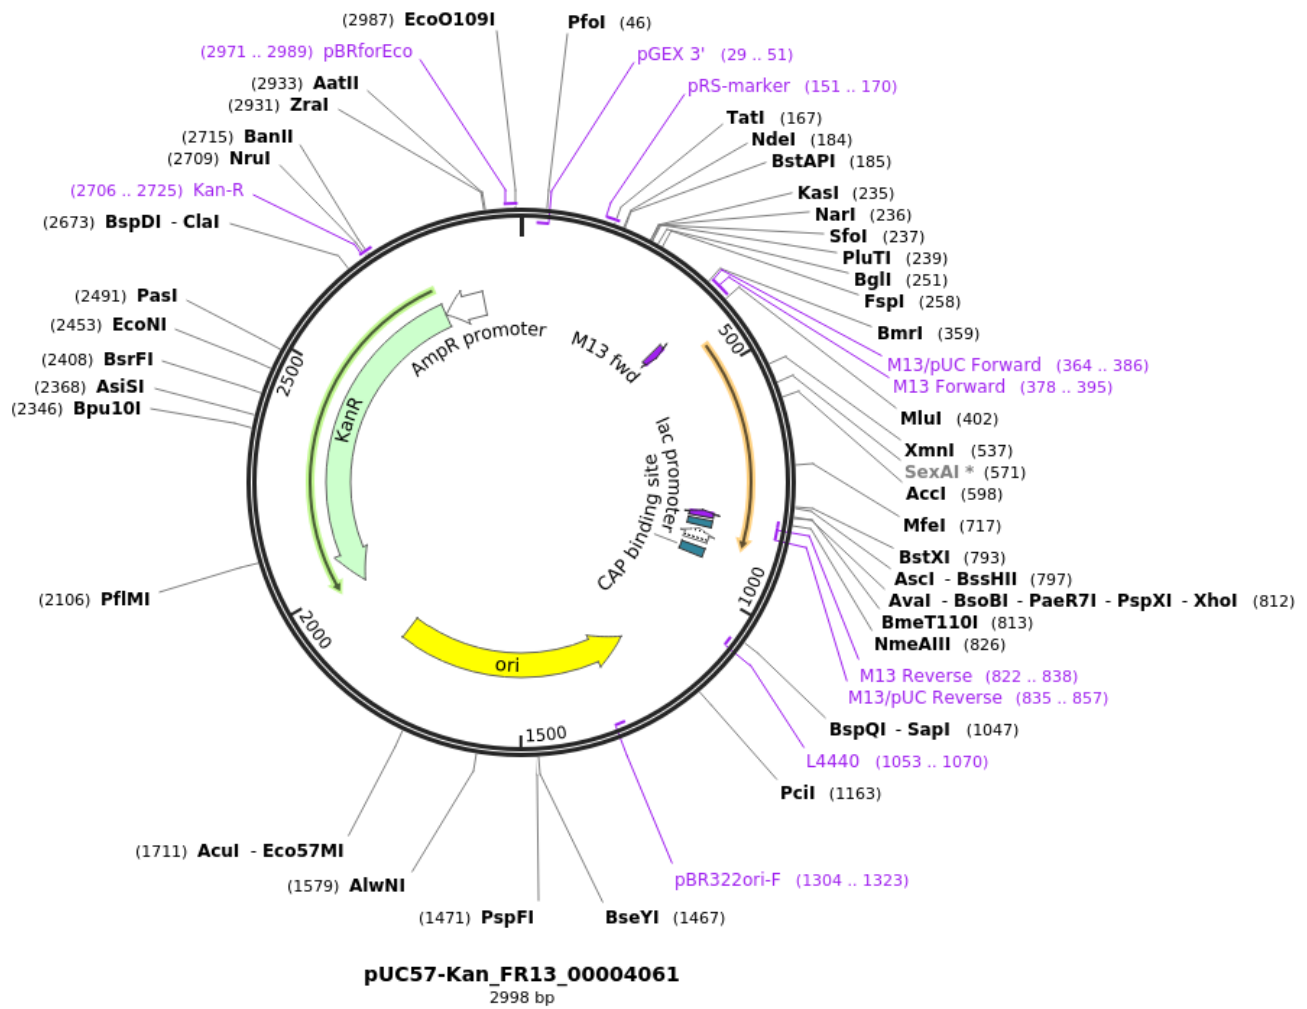 (2987) EcoO109I
PfoI (46)
(2971 .. 2989) pBRforEco
pGEX 3' (29 .. 51)
(2933) AatII
pRS-marker (151 .. 170)
(2931) ZraI
TatI (167)
(2715) BanII
NdeI (184)
(2709) NruI
BstAPI (185)
(2706 .. 2725) Kan-R
KasI (235)
(2673) BspDI - ClaI
NarI (236)
SfoI (237)
PluTI (239)
BglI (251)
FspI (258)
(2491) PasI
(2453) EcoNI
BmrI (359)
(2408) BsrFI
M13/pUC Forward (364 .. 386)
(2368) AsiSI
M13 Forward (378 .. 395)
(2346) Bpu10I
MluI (402)
XmnI (537)
SexAI * (571)
AccI (598)
MfeI (717)
BstXI (793)
AscI - BssHII (797)
(2106) PflMI
AvaI - BsoBI - PaeR7I - PspXI - XhoI (812)
BmeT110I (813)
NmeAIII (826)
M13 Reverse (822 .. 838)
M13/pUC Reverse (835 .. 857)
BspQI - SapI (1047)
L4440 (1053 .. 1070)
PciI (1163)
(1711) AcuI - Eco57MI
pBR322ori-F (1304 .. 1323)
(1579) AlwNI
(1471) PspFI
BseYI (1467)
500
1000
1500
2000
2500
AmpR promoter
M13 fwd
KanR
lac promoter
CAP binding site
ori
pUC57-Kan_FR13_00004061
2998 bp